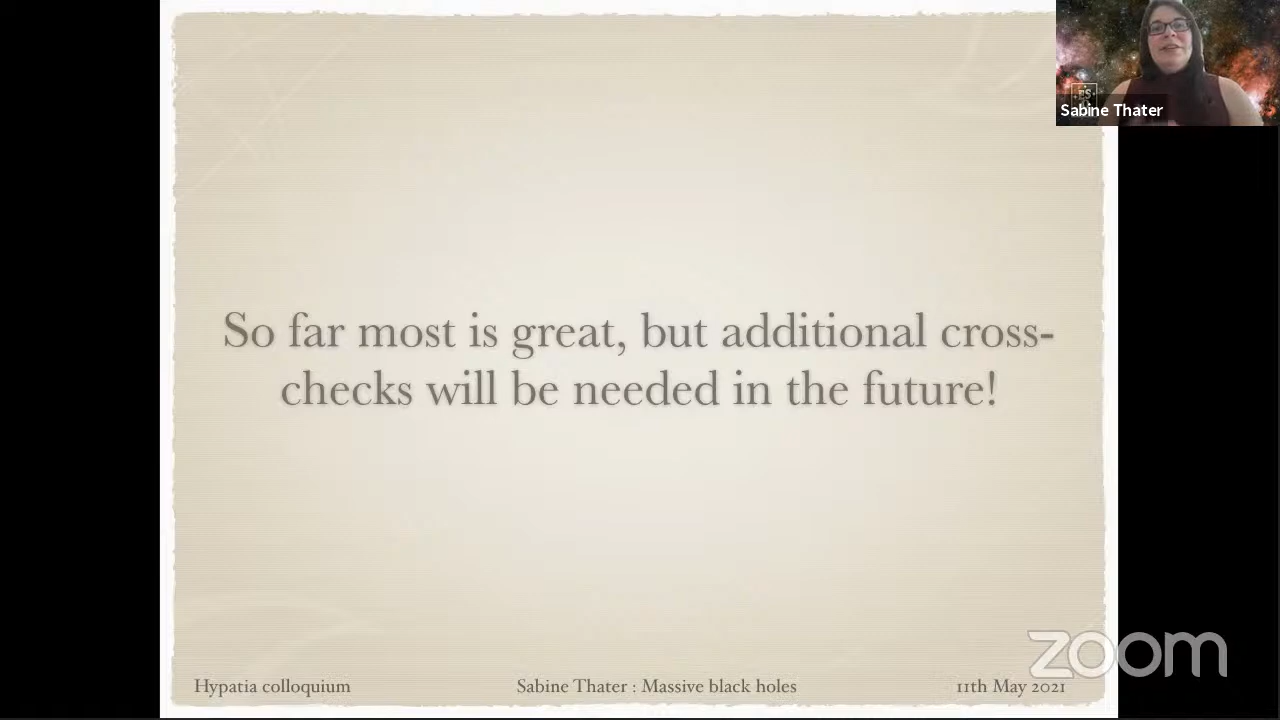 Sabine Thater
So far most is great, but additional cross-
checks will be needed in the future!
zoom
Hypatia colloquium
Sabine Thater : Massive black holes
11th May 2021